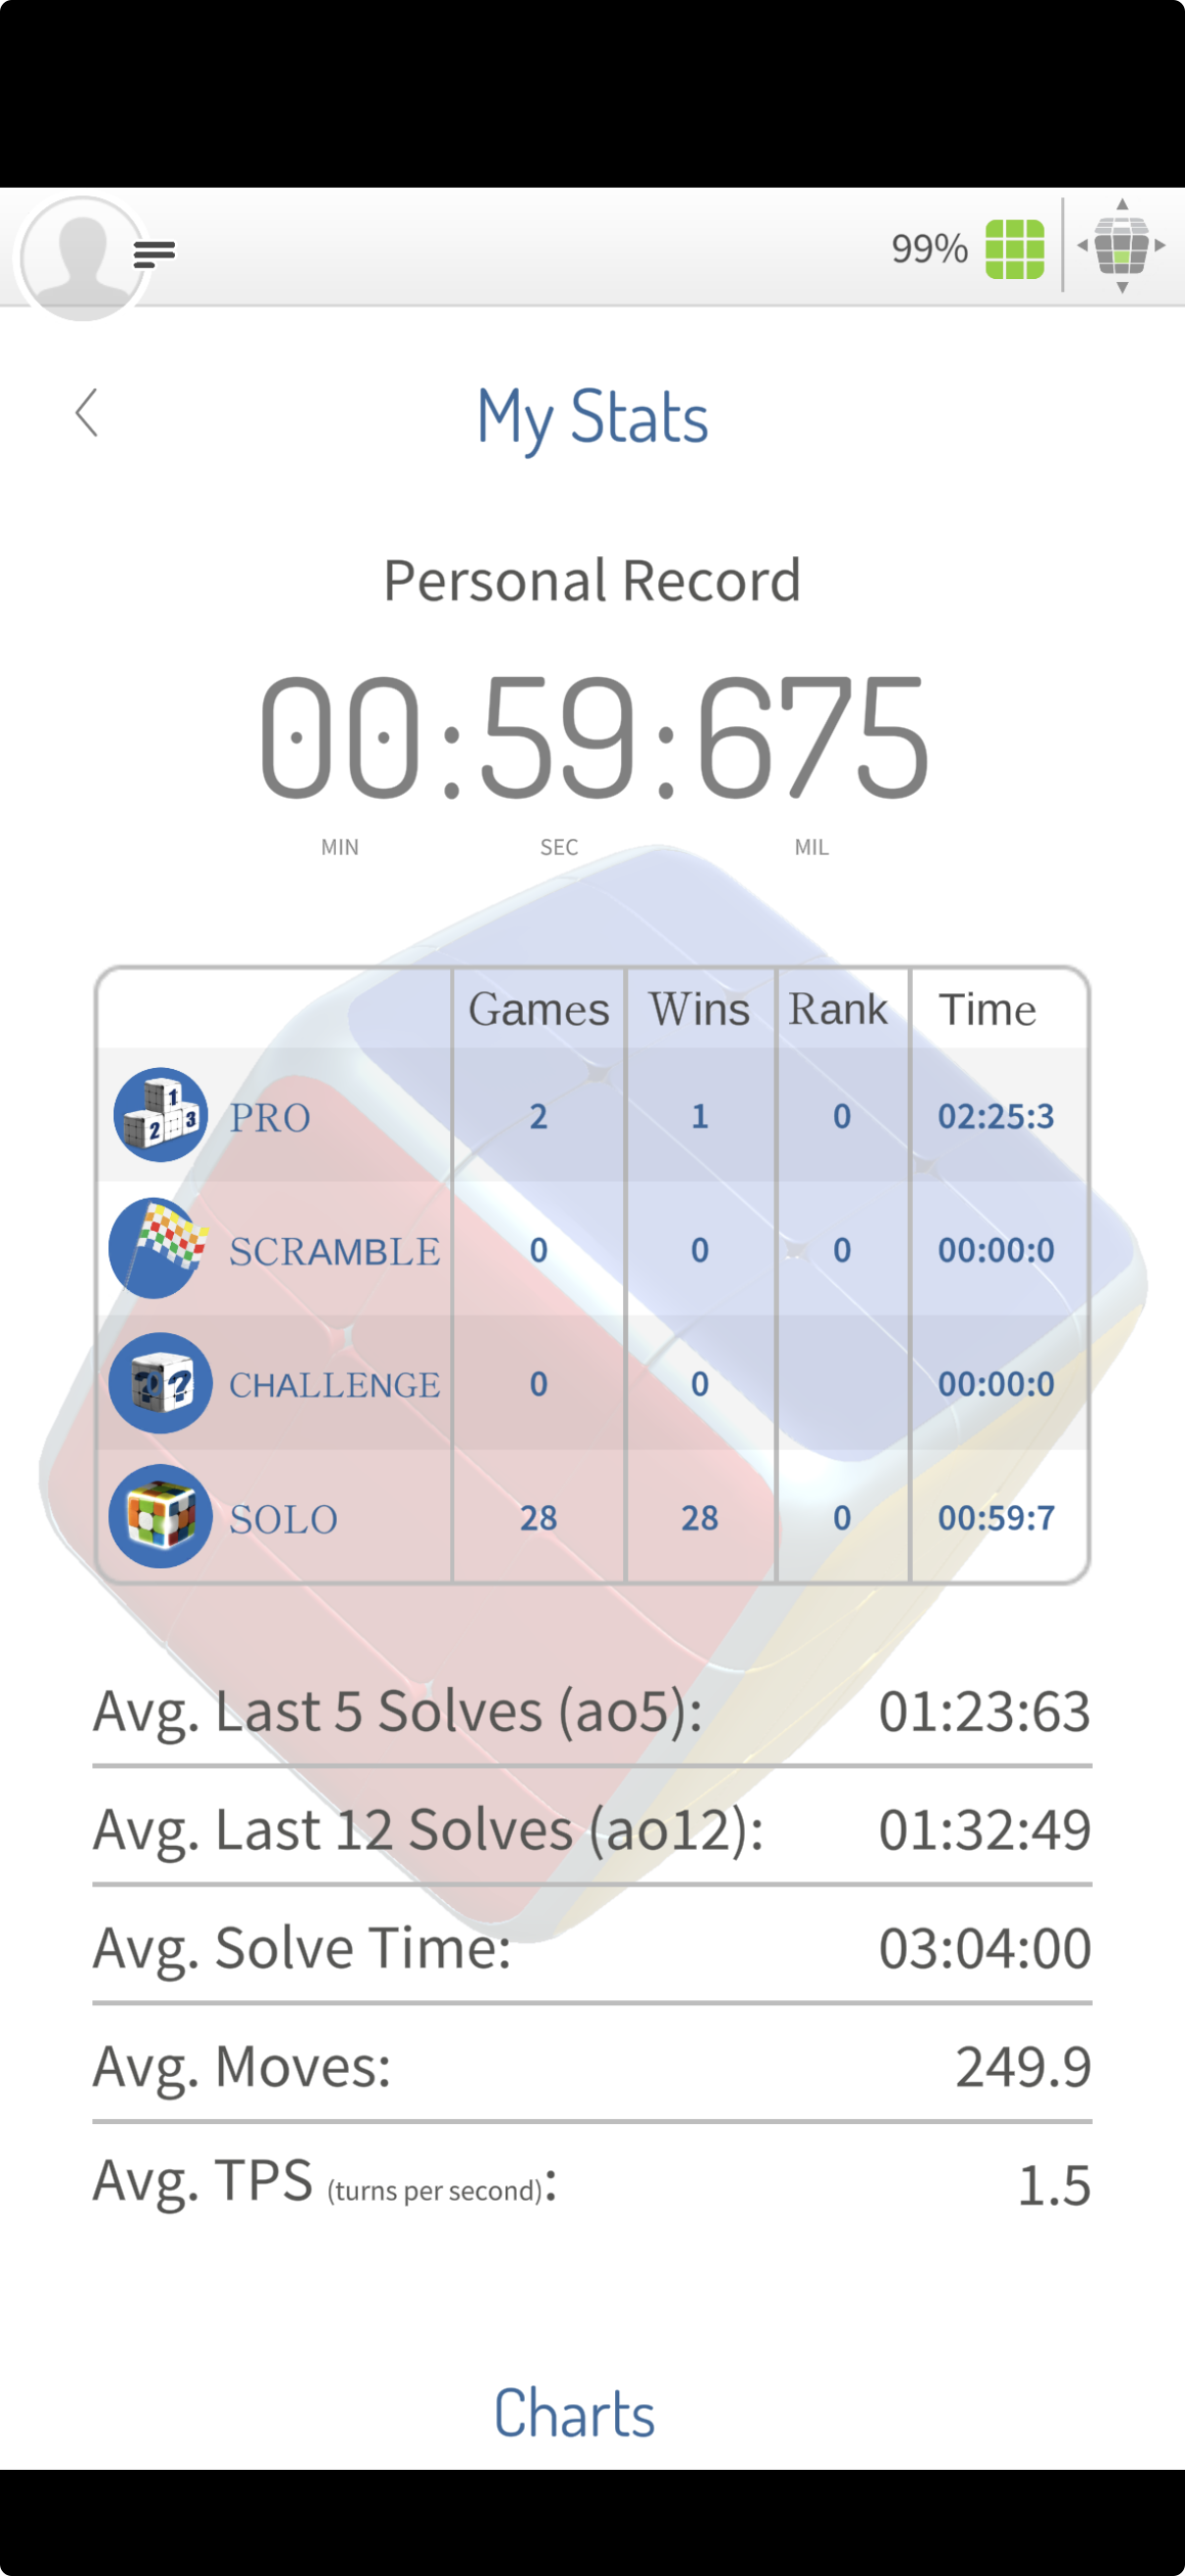 99%
My Stats
Personal Record
00:59:675
MIN SEC MIL
Games Wins Rank Time
1 2 3 PRO 2 1 0 02:25:3
SCRAMBLE 0 0 0 00:00:0
? ? CHALLENGE 0 0 00:00:0
SOLO 28 28 0 00:59:7
Avg. Last 5 Solves (ao5): 01:23:63
Avg. Last 12 Solves (ao12): 01:32:49
Avg. Solve Time: 03:04:00
Avg. Moves: 249.9
Avg. TPS (turns per second): 1.5
Charts